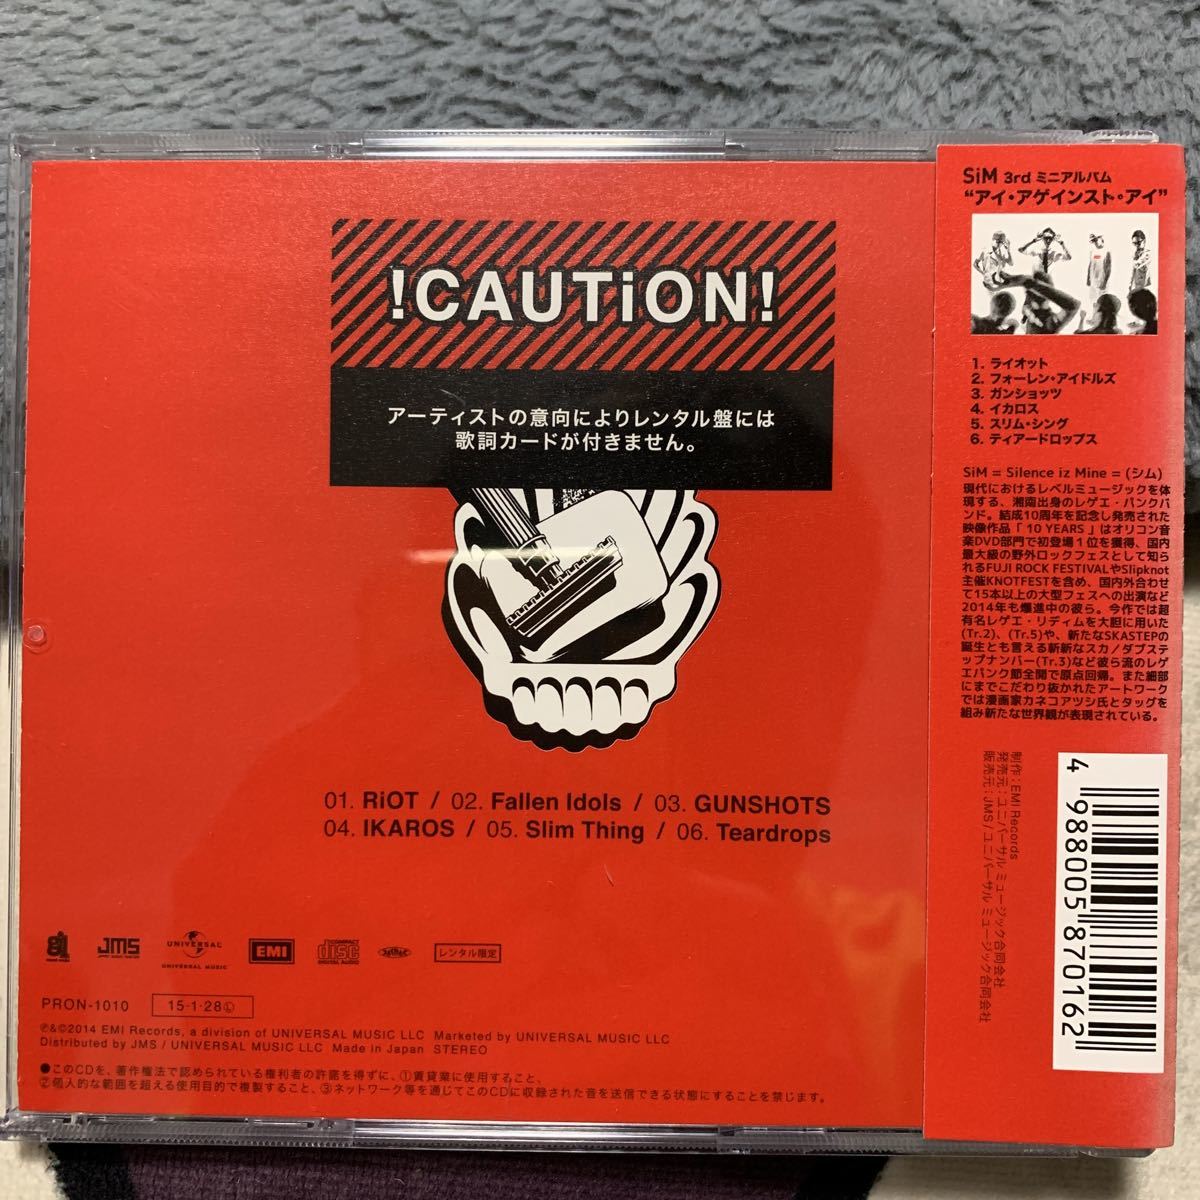 !CAUTiON!
アーティストの意向によりレンタル盤には
歌詞カードが付きません。
01. RiOT / 02. Fallen Idols / 03. GUNSHOTS
04. IKAROS / 05. Slim Thing / 06. Teardrops
JMS
UNIVERSAL
UNIVERSAL MUSIC
EMI
COMPACT
disc
DIGITAL AUDIO
レンタル限定
PRON-1010
15·1·28Ⓛ
℗&©2014 EMI Records, a division of UNIVERSAL MUSIC LLC Marketed by UNIVERSAL MUSIC LLC
Distributed by JMS / UNIVERSAL MUSIC LLC Made in Japan STEREO
●このCDを、著作権法で認められている権利者の許諾を得ずに、①賃貸業に使用すること、
②個人的な範囲を超える使用目的で複製すること、③ネットワーク等を通じてこのCDに収録された音を送信できる状態にすることを禁じます。
SiM 3rd ミニアルバム
“アイ・アゲインスト・アイ”
1. ライオット
2. フォーレン・アイドルズ
3. ガンショッツ
4. イカロス
5. スリム・シング
6. ティアードロップス
SiM = Silence iz Mine = (シム)
現代におけるレベルミュージックを体
現する、湘南出身のレゲエ・パンクバ
ンド。結成10周年を記念し発売された
映像作品「 10 YEARS 」はオリコン音
楽DVD部門で初登場１位を獲得、国内
最大級の野外ロックフェスとして知ら
れるFUJI ROCK FESTIVALやSlipknot
主催KNOTFESTを含め、国内外合わせ
て15本以上の大型フェスへの出演など
2014年も爆進中の彼ら。今作では超
有名レゲエ・リディムを大胆に用いた
(Tr.2)、(Tr.5)や、新たなSKASTEPの
誕生とも言える斬新なスカ/ダブステ
ップナンバー(Tr.3)など彼ら流のレゲ
エパンク節全開で原点回帰。また細部
にまでこだわり抜かれたアートワーク
では漫画家カネコアツシ氏とタッグを
組み新たな世界観が表現されている。
制作：EMI Records
発売元：ユニバーサル ミュージック合同会社
販売元：JMS/ユニバーサル ミュージック合同会社
4 988005 870162